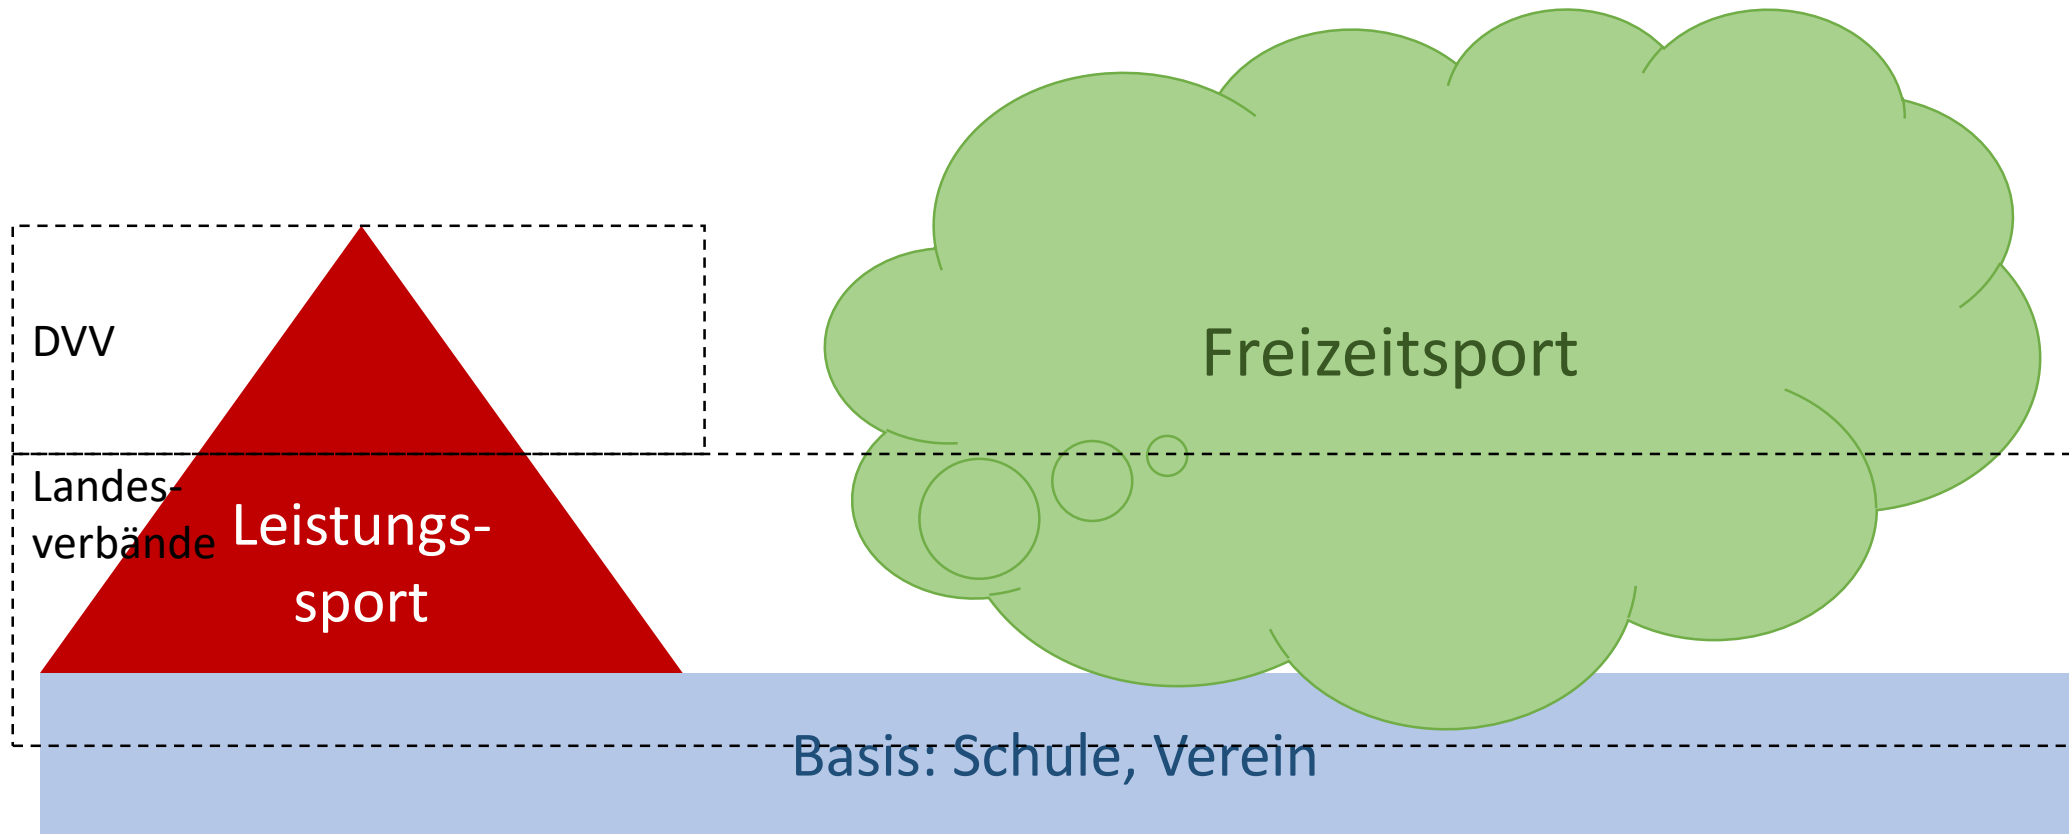 DVV
Landes-
verbände
Leistungs-
sport
Freizeitsport
Basis: Schule, Verein